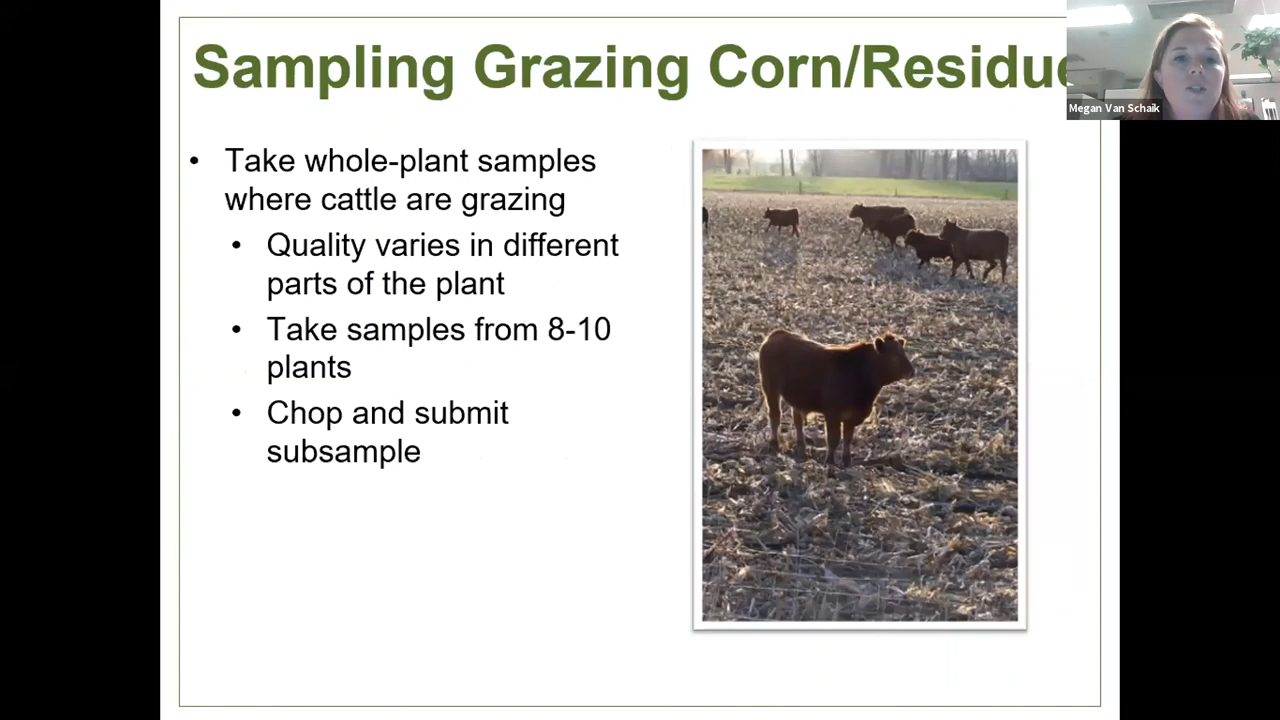 Sampling Grazing Corn/Residue
Megan Van Schaik
• Take whole-plant samples
where cattle are grazing
• Quality varies in different
parts of the plant
• Take samples from 8-10
plants
• Chop and submit
subsample